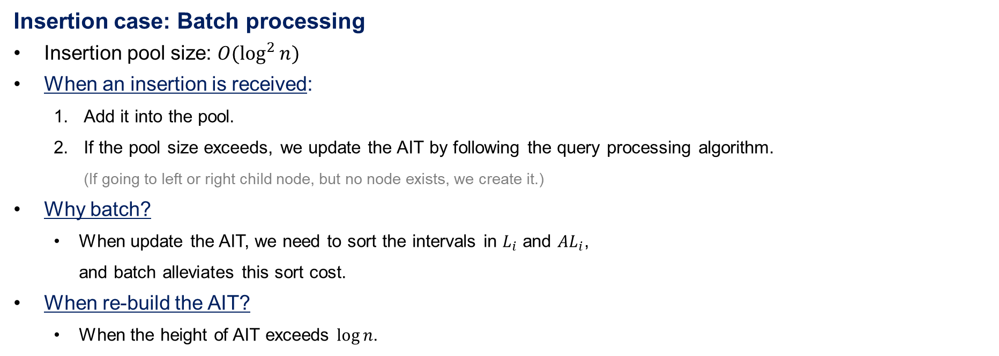 Insertion case: Batch processing
• Insertion pool size: O(log² n)
• When an insertion is received:
1. Add it into the pool.
2. If the pool size exceeds, we update the AIT by following the query processing algorithm.
(If going to left or right child node, but no node exists, we create it.)
• Why batch?
• When update the AIT, we need to sort the intervals in Lᵢ and ALᵢ,
and batch alleviates this sort cost.
• When re-build the AIT?
• When the height of AIT exceeds log n.